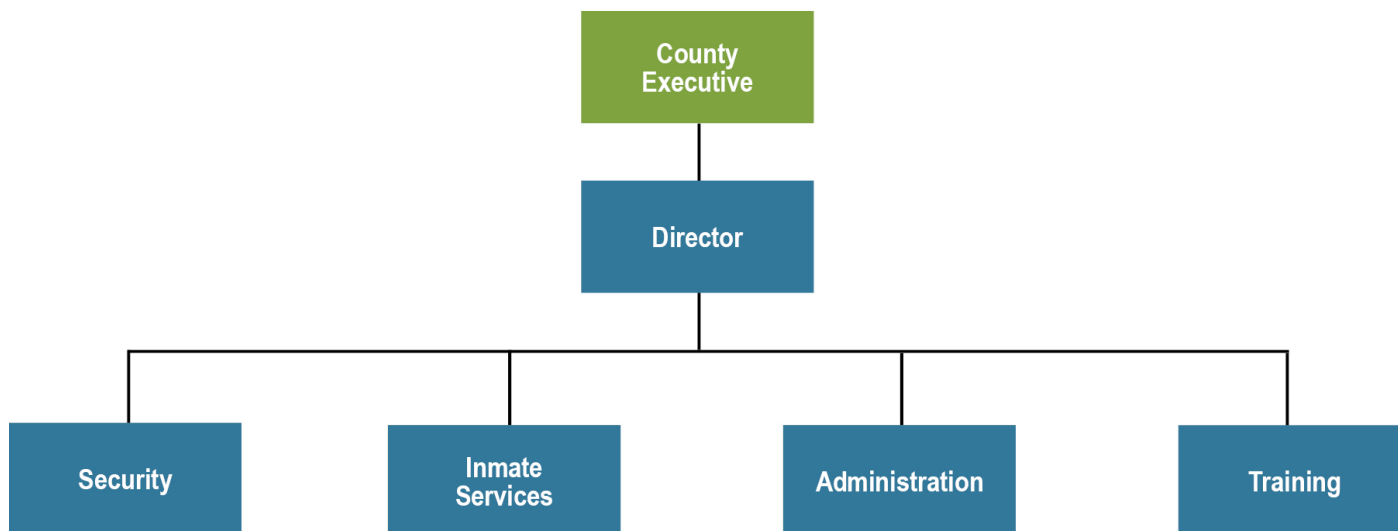 County
Executive
Director
Security
Inmate
Services
Administration
Training